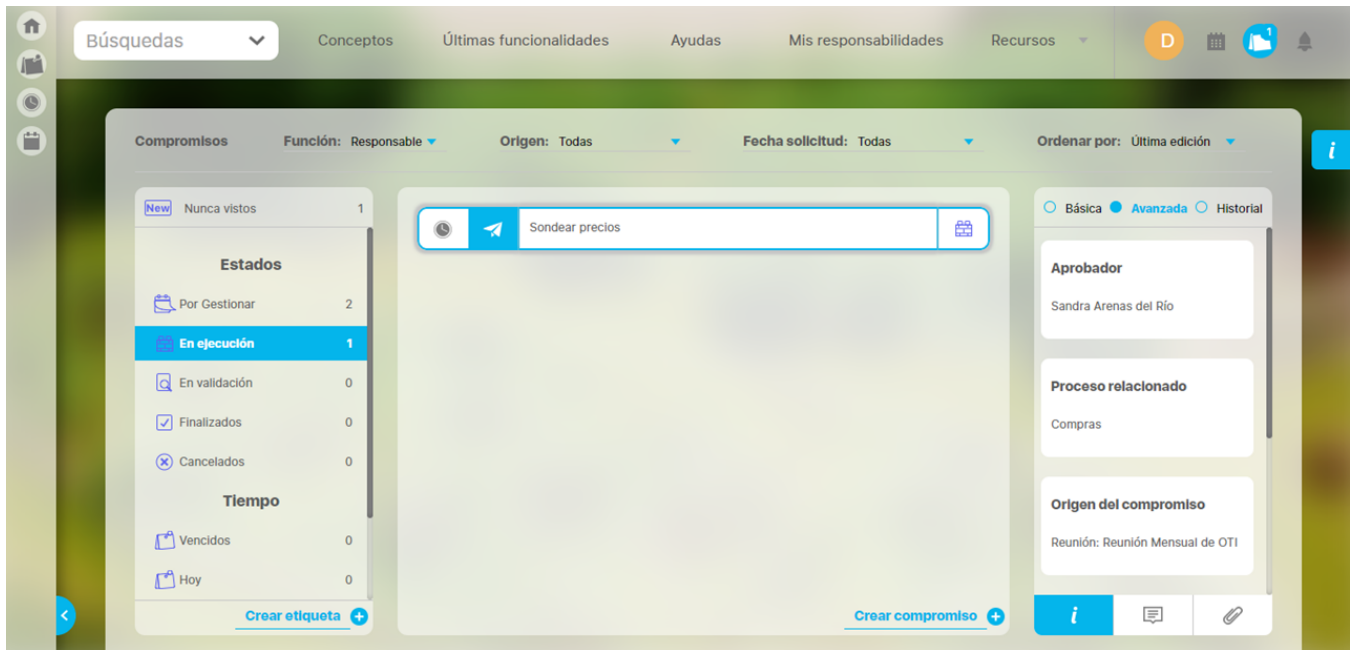 Búsquedas
Conceptos
Últimas funcionalidades
Ayudas
Mis responsabilidades
Recursos
D
1
Compromisos
Función: Responsable
Origen: Todas
Fecha solicitud: Todas
Ordenar por: Última edición
i
New Nunca vistos 1
Estados
Por Gestionar 2
En ejecución 1
En validación 0
Finalizados 0
Cancelados 0
Tiempo
Vencidos 0
Hoy 0
Crear etiqueta
Sondear precios
Crear compromiso
Básica Avanzada Historial
Aprobador
Sandra Arenas del Río
Proceso relacionado
Compras
Origen del compromiso
Reunión: Reunión Mensual de OTI
i